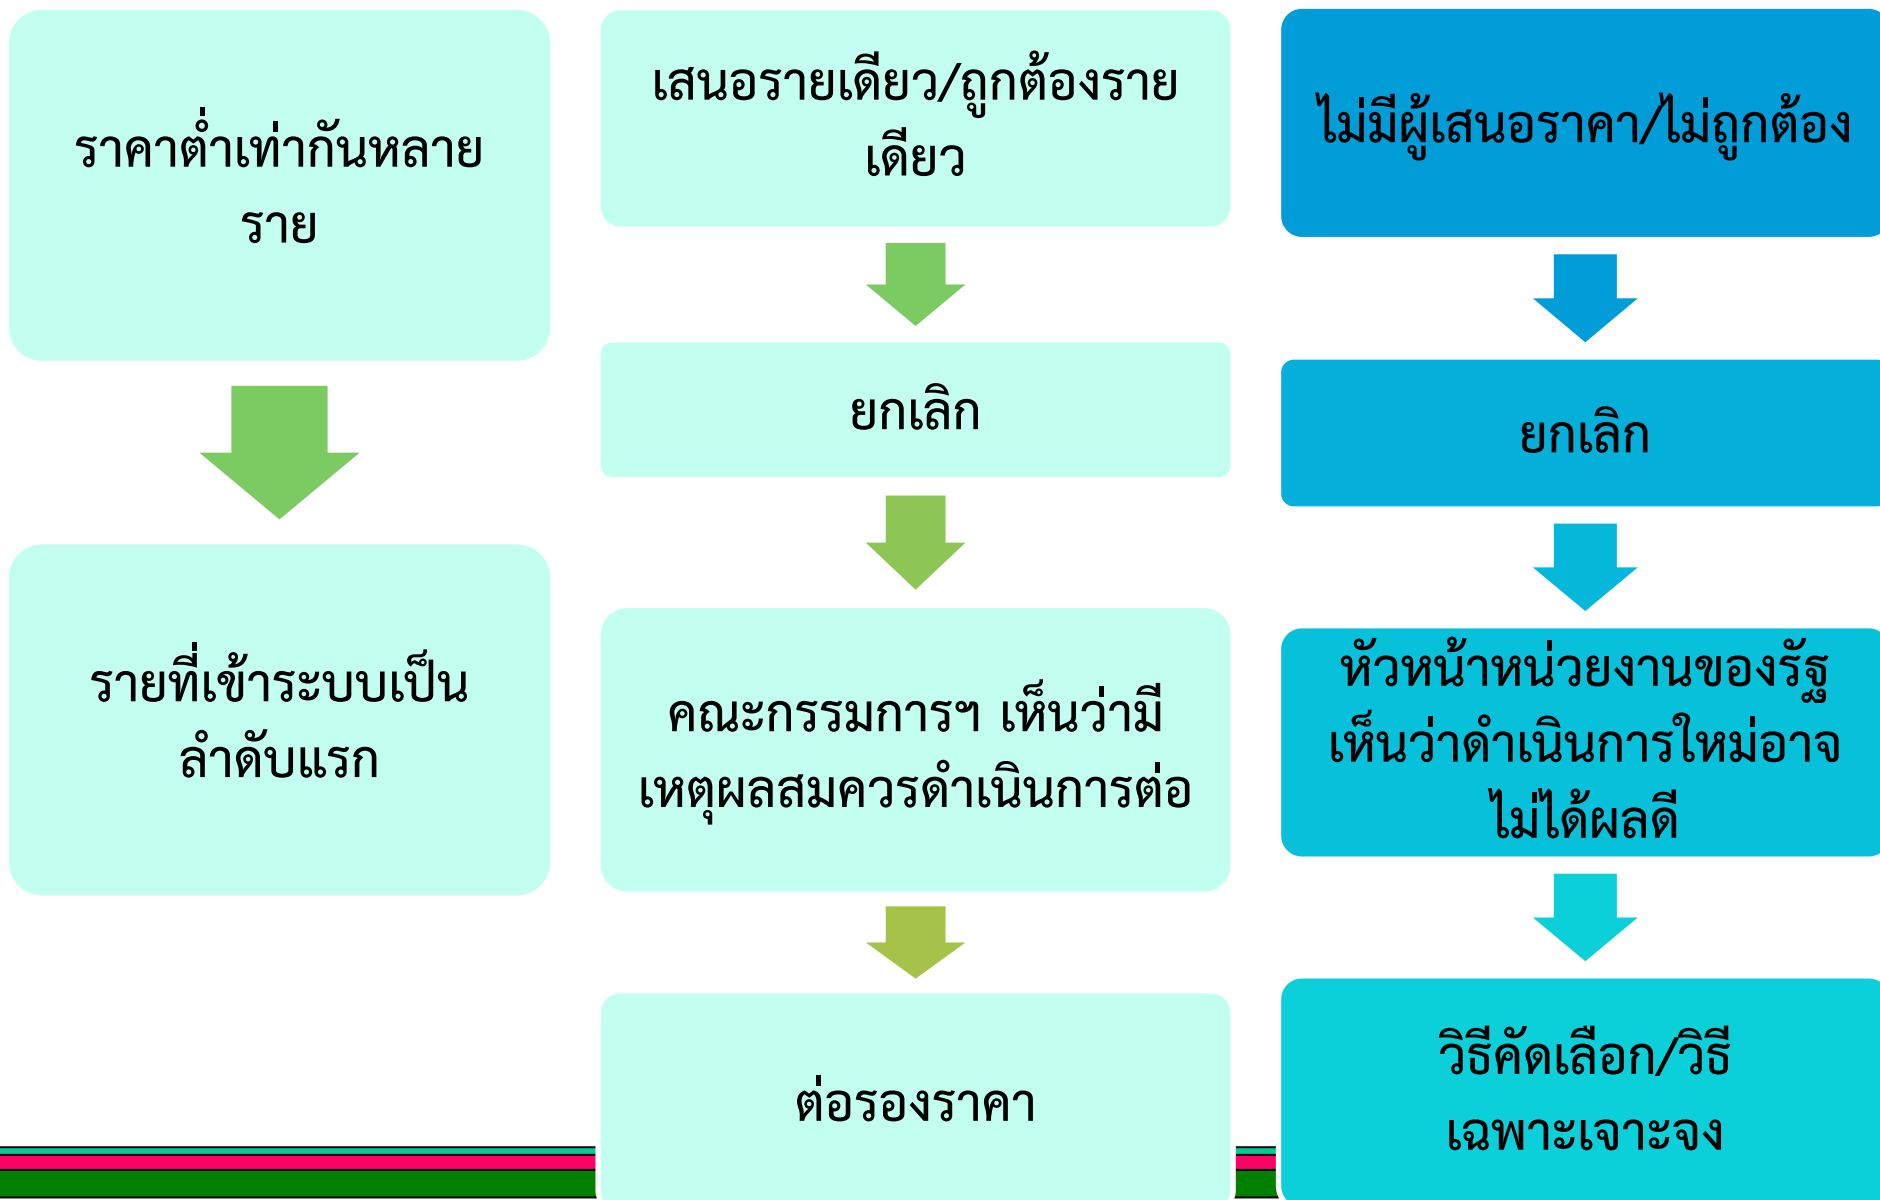 ราคาต่ำเท่ากันหลาย
ราย
รายที่เข้าระบบเป็น
ลำดับแรก
เสนอรายเดียว/ถูกต้องราย
เดียว
ยกเลิก
คณะกรรมการฯ เห็นว่ามี
เหตุผลสมควรดำเนินการต่อ
ต่อรองราคา
ไม่มีผู้เสนอราคา/ไม่ถูกต้อง
ยกเลิก
หัวหน้าหน่วยงานของรัฐ
เห็นว่าดำเนินการใหม่อาจ
ไม่ได้ผลดี
วิธีคัดเลือก/วิธี
เฉพาะเจาะจง